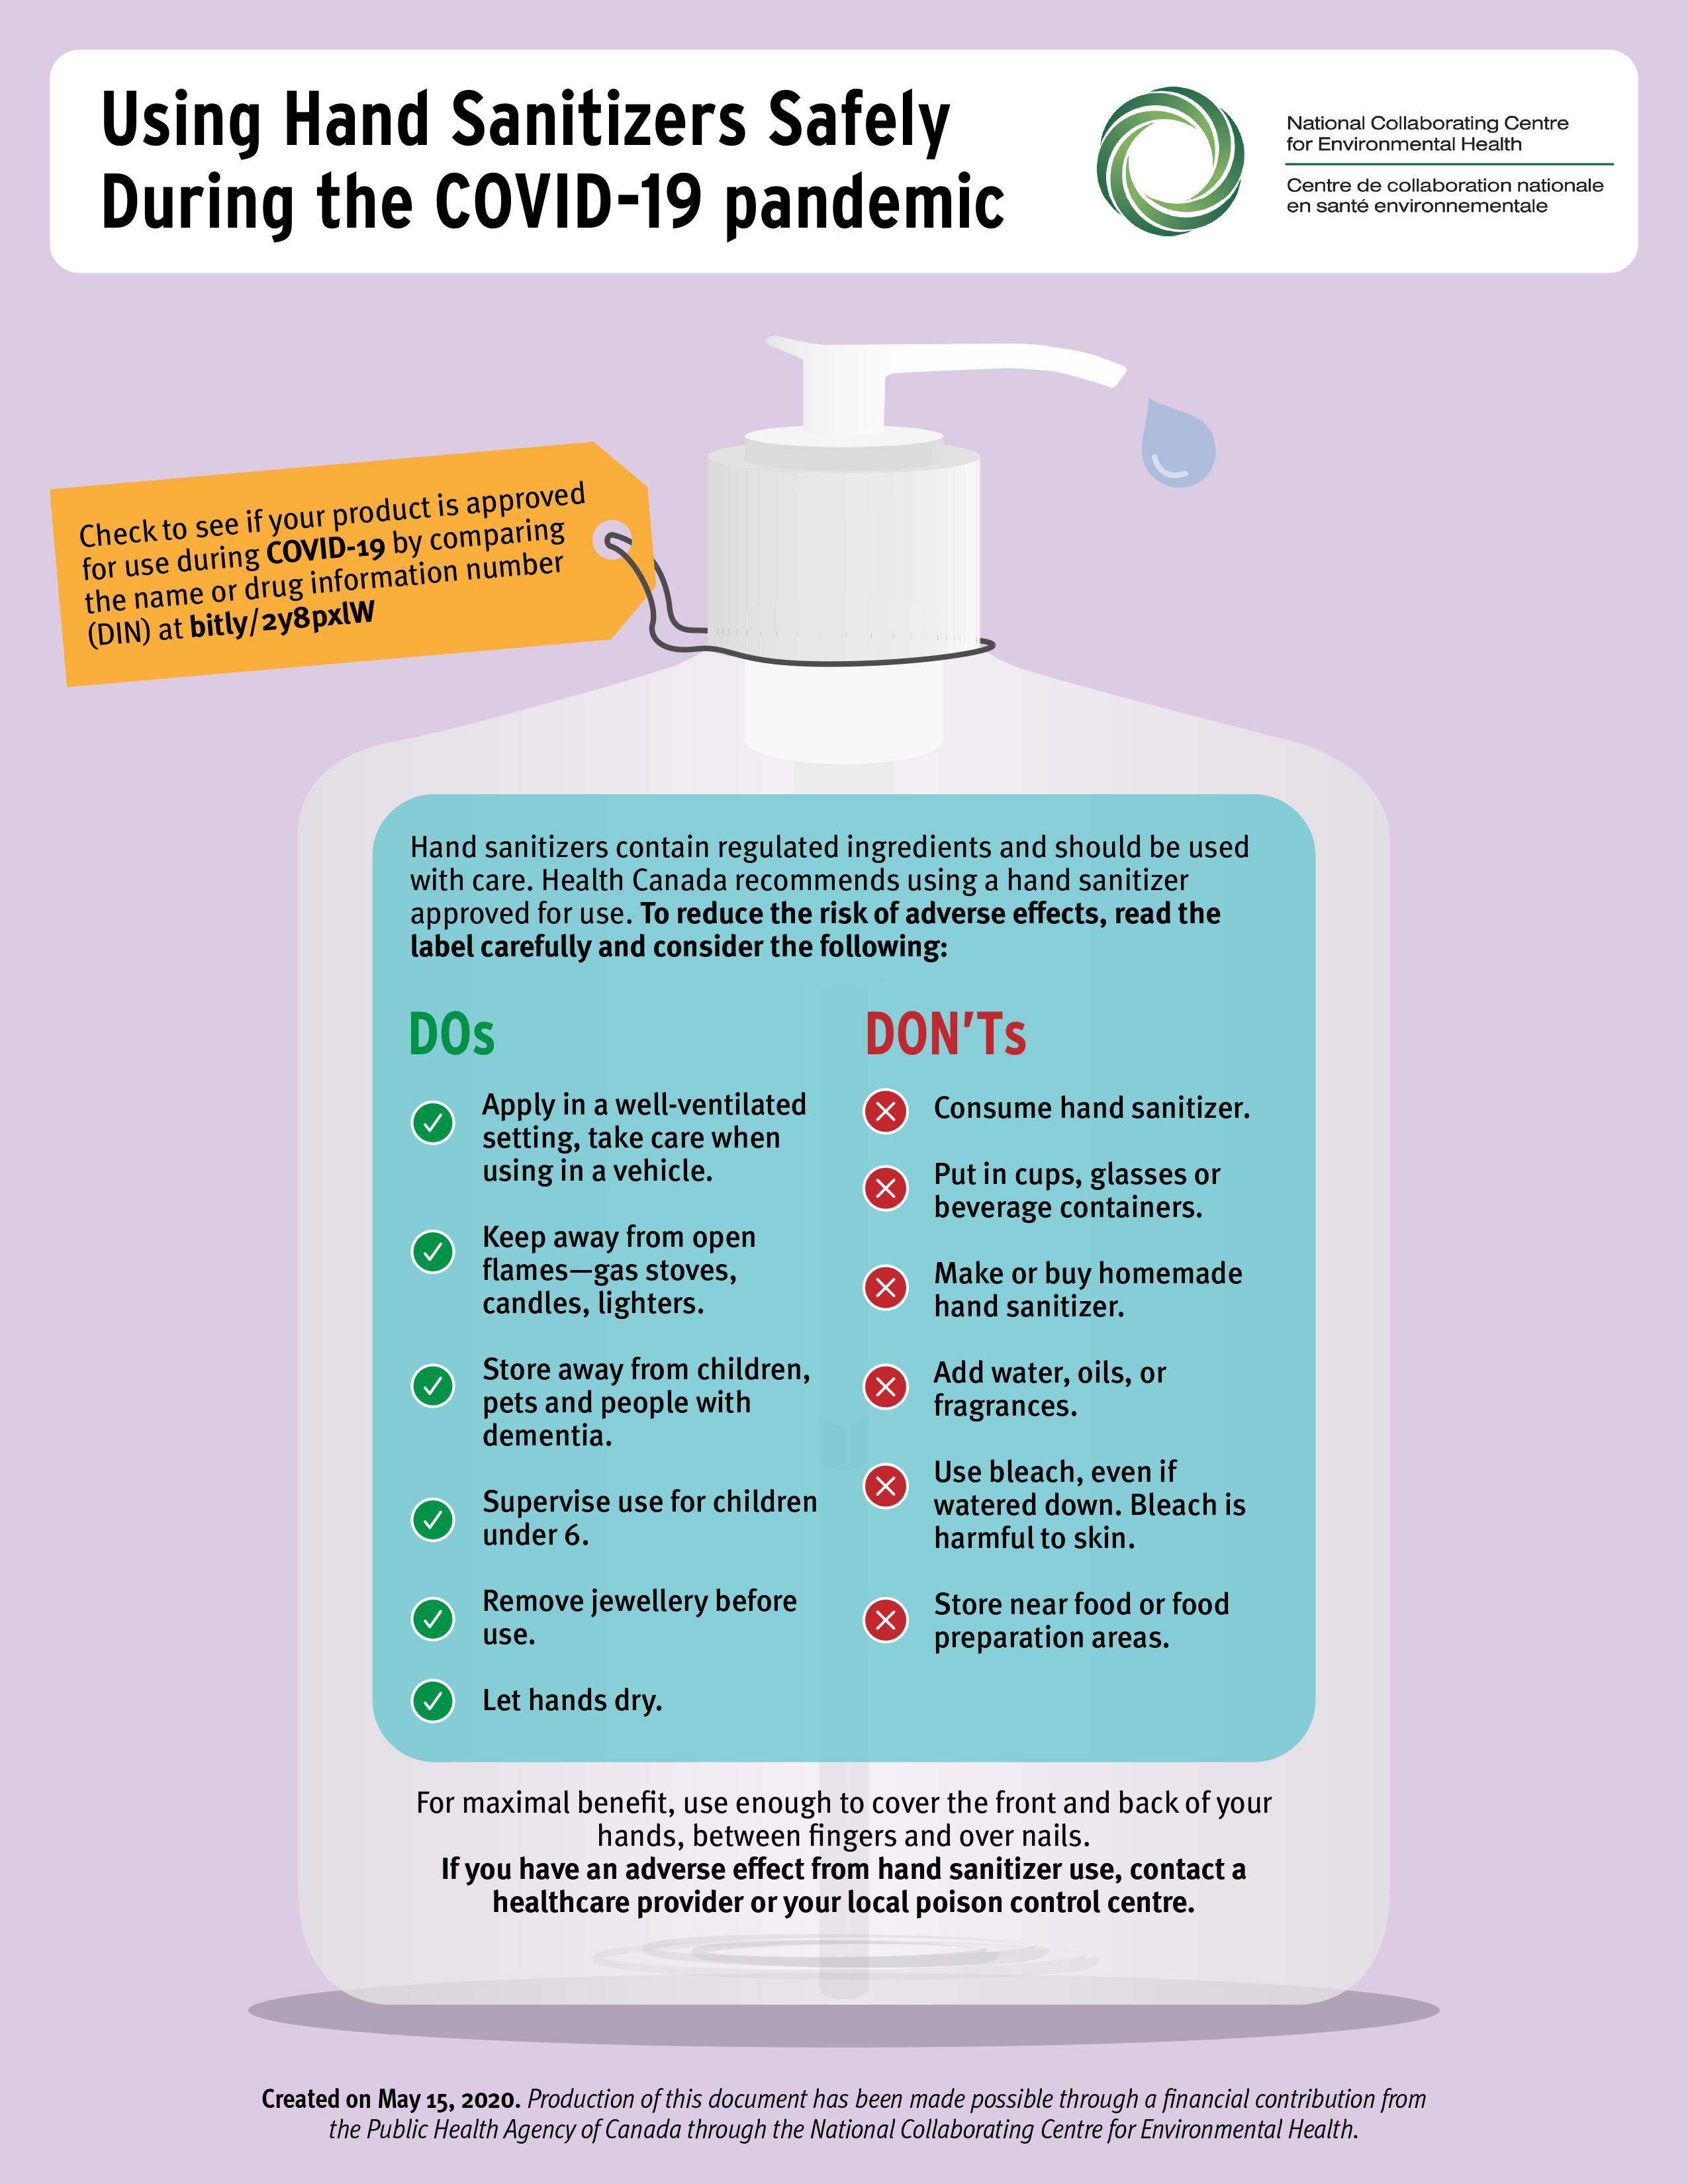 Using Hand Sanitizers Safely
During the COVID-19 pandemic
National Collaborating Centre
for Environmental Health
Centre de collaboration nationale
en santé environnementale
Check to see if your product is approved
for use during COVID-19 by comparing
the name or drug information number
(DIN) at bitly/2y8pxlW
Hand sanitizers contain regulated ingredients and should be used
with care. Health Canada recommends using a hand sanitizer
approved for use. To reduce the risk of adverse effects, read the
label carefully and consider the following:
DOs
Apply in a well-ventilated
setting, take care when
using in a vehicle.
Keep away from open
flames—gas stoves,
candles, lighters.
Store away from children,
pets and people with
dementia.
Supervise use for children
under 6.
Remove jewellery before
use.
Let hands dry.
DON'Ts
Consume hand sanitizer.
Put in cups, glasses or
beverage containers.
Make or buy homemade
hand sanitizer.
Add water, oils, or
fragrances.
Use bleach, even if
watered down. Bleach is
harmful to skin.
Store near food or food
preparation areas.
For maximal benefit, use enough to cover the front and back of your
hands, between fingers and over nails.
If you have an adverse effect from hand sanitizer use, contact a
healthcare provider or your local poison control centre.
Created on May 15, 2020. Production of this document has been made possible through a financial contribution from
the Public Health Agency of Canada through the National Collaborating Centre for Environmental Health.